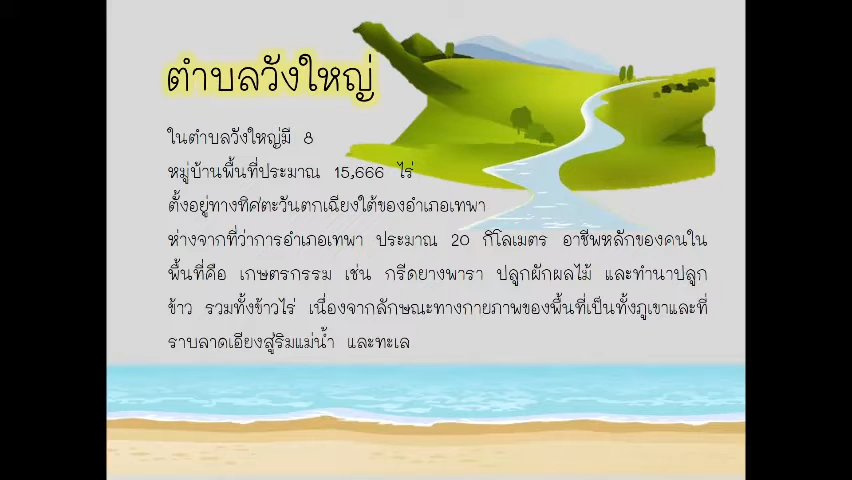 ตำบลวังใหญ่
ในตำบลวังใหญ่มี 8
หมู่บ้านพื้นที่ประมาณ 15,666 ไร่
ตั้งอยู่ทางทิศตะวันตกเฉียงใต้ของอำเภอเทพา
ห่างจากที่ว่าการอำเภอเทพา ประมาณ 20 กิโลเมตร อาชีพหลักของคนใน
พื้นที่คือ เกษตรกรรม เช่น กรีดยางพารา ปลูกผักผลไม้ และทำนาปลูก
ข้าว รวมทั้งข้าวไร่ เนื่องจากลักษณะทางกายภาพของพื้นที่เป็นทั้งภูเขาและที่
ราบลาดเอียงสู่ริมแม่น้ำ และทะเล